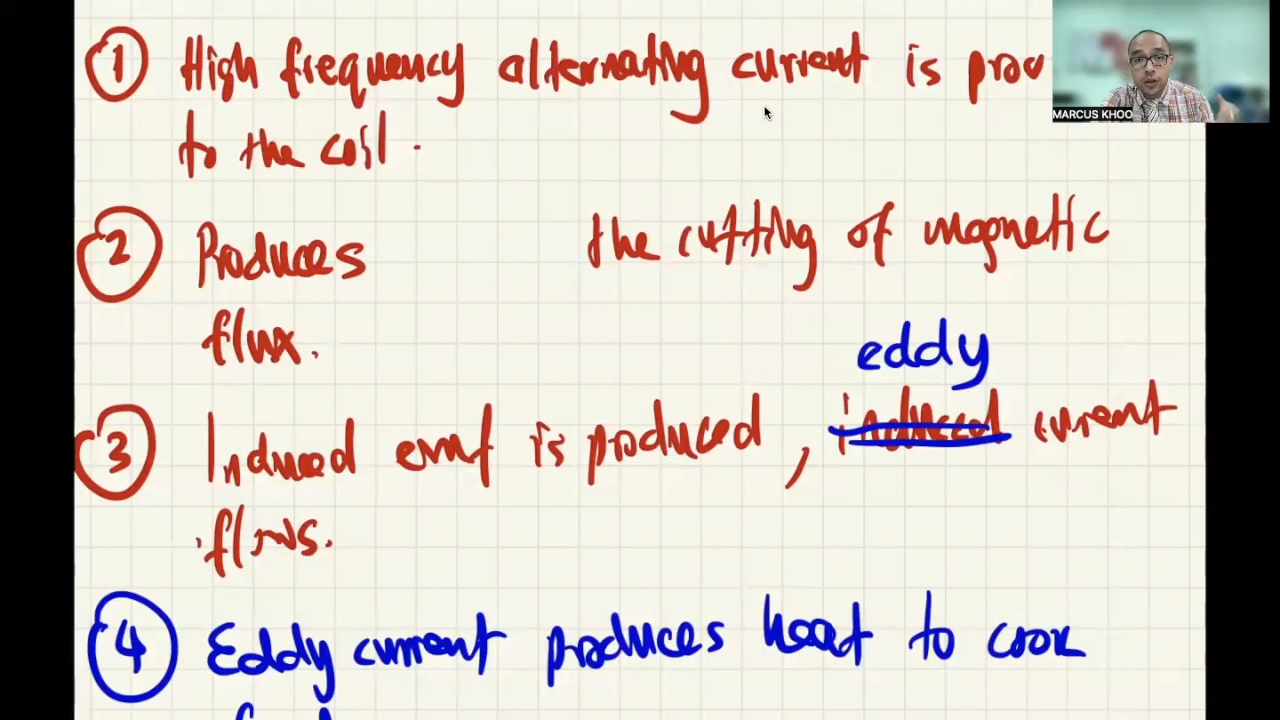 ① High frequency alternating current is prov
to the coil.
MARCUS KHOO
② Produces the cutting of magnetic
flux.
eddy
③ Induced emf is produced, induced current
flows.
④ Eddy current produces heat to cook